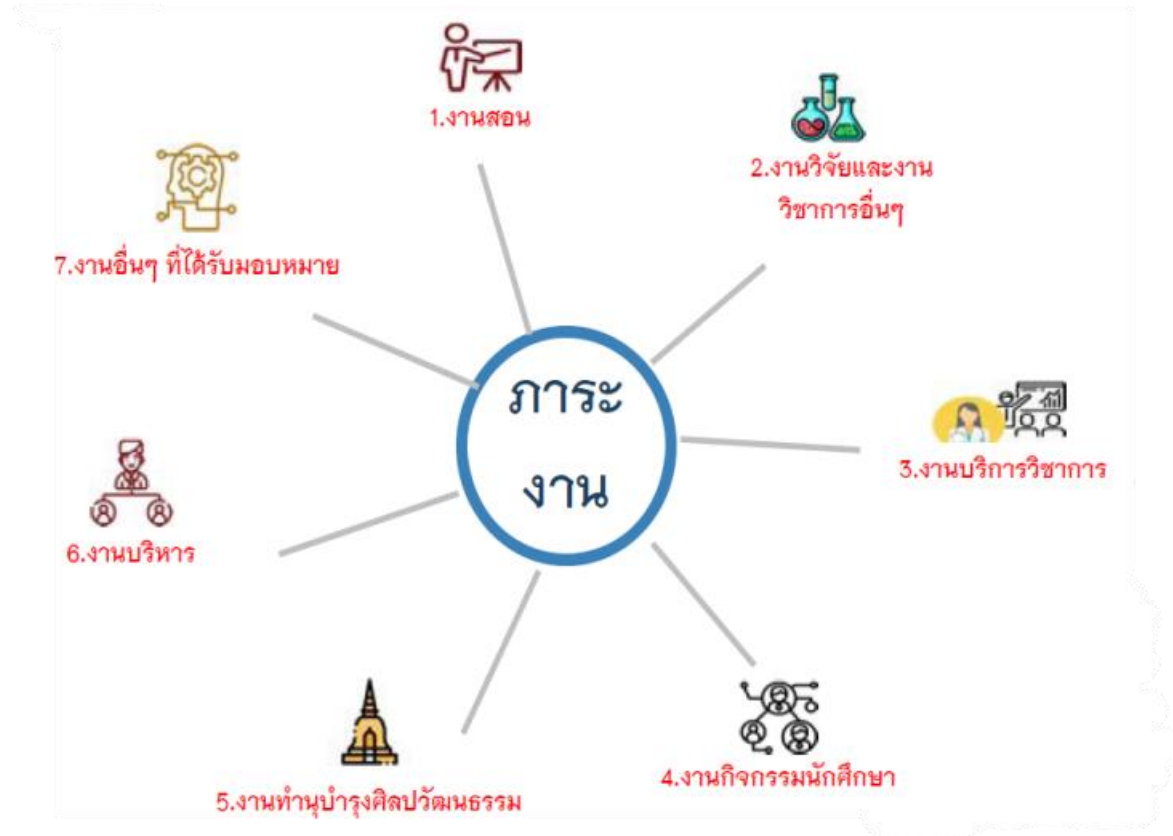 1.งานสอน
2.งานวิจัยและงาน
วิชาการอื่นๆ
7.งานอื่นๆ ที่ได้รับมอบหมาย
ภาระ
งาน
3.งานบริการวิชาการ
6.งานบริหาร
4.งานกิจกรรมนักศึกษา
5.งานทำนุบำรุงศิลปวัฒนธรรม